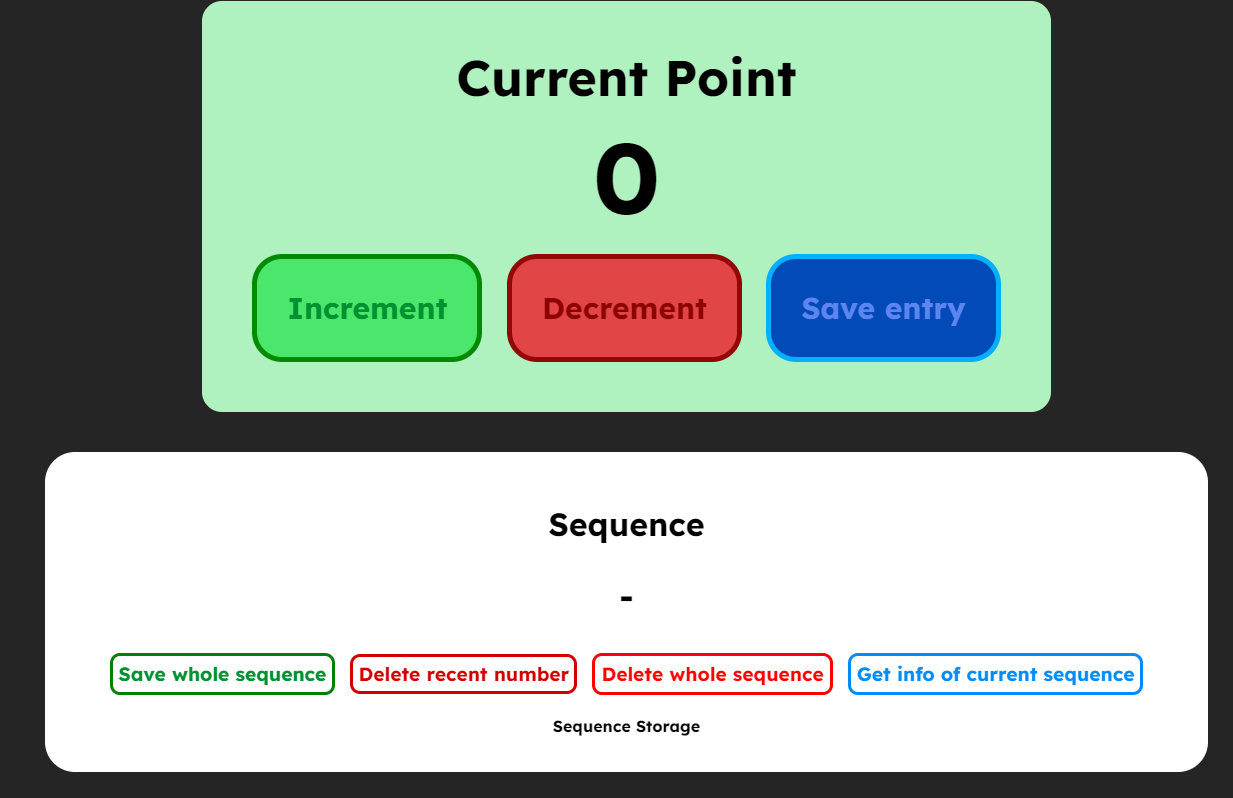 Current Point
0
Increment Decrement Save entry
Sequence
-
Save whole sequence Delete recent number Delete whole sequence Get info of current sequence
Sequence Storage